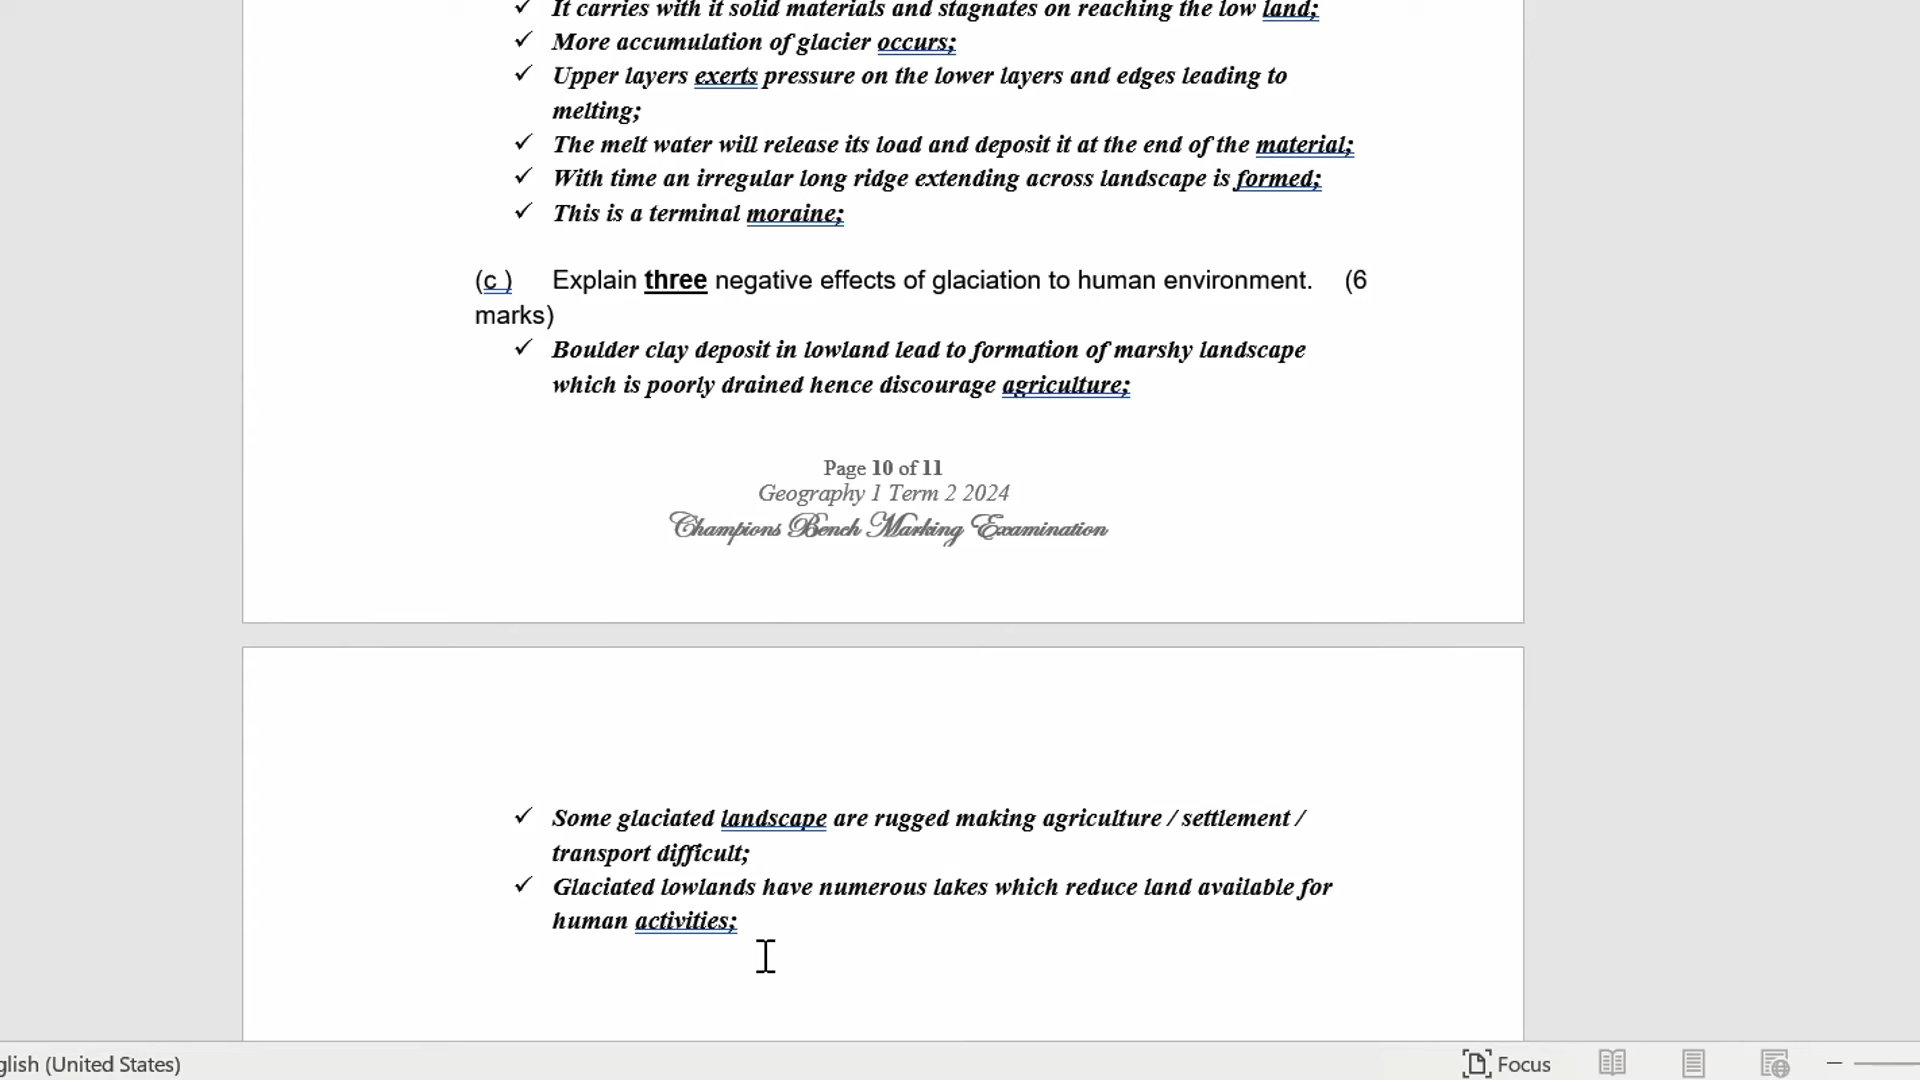 It carries with it solid materials and stagnates on reaching the low land;
More accumulation of glacier occurs;
Upper layers exerts pressure on the lower layers and edges leading to
melting;
The melt water will release its load and deposit it at the end of the material;
With time an irregular long ridge extending across landscape is formed;
This is a terminal moraine;
(c ) Explain three negative effects of glaciation to human environment. (6
marks)
Boulder clay deposit in lowland lead to formation of marshy landscape
which is poorly drained hence discourage agriculture;
Page 10 of 11
Geography 1 Term 2 2024
Champions Bench Marking Examination
Some glaciated landscape are rugged making agriculture / settlement /
transport difficult;
Glaciated lowlands have numerous lakes which reduce land available for
human activities;
glish (United States)
Focus